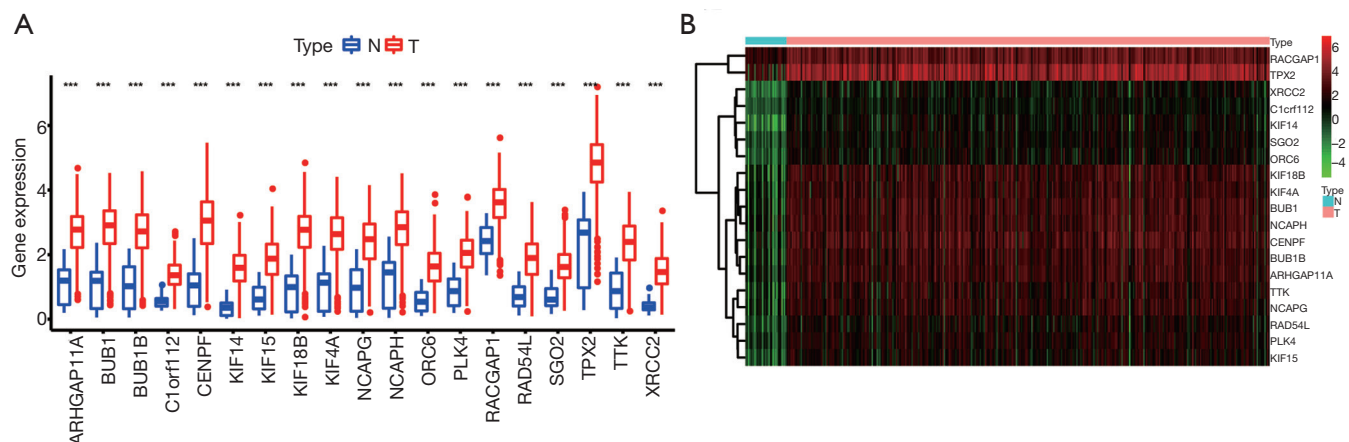 A
Type N T
Gene expression
*** *** *** *** *** *** *** *** *** *** *** *** *** *** *** *** *** *** ***
6
4
2
0
ARHGAP11A
BUB1
BUB1B
C1orf112
CENPF
KIF14
KIF15
KIF18B
KIF4A
NCAPG
NCAPH
ORC6
PLK4
RACGAP1
RAD54L
SGO2
TPX2
TTK
XRCC2
B
Type
RACGAP1
TPX2
XRCC2
C1crf112
KIF14
SGO2
ORC6
KIF18B
KIF4A
BUB1
NCAPH
CENPF
BUB1B
ARHGAP11A
TTK
NCAPG
RAD54L
PLK4
KIF15
6
4
2
0
−2
−4
Type
N
T